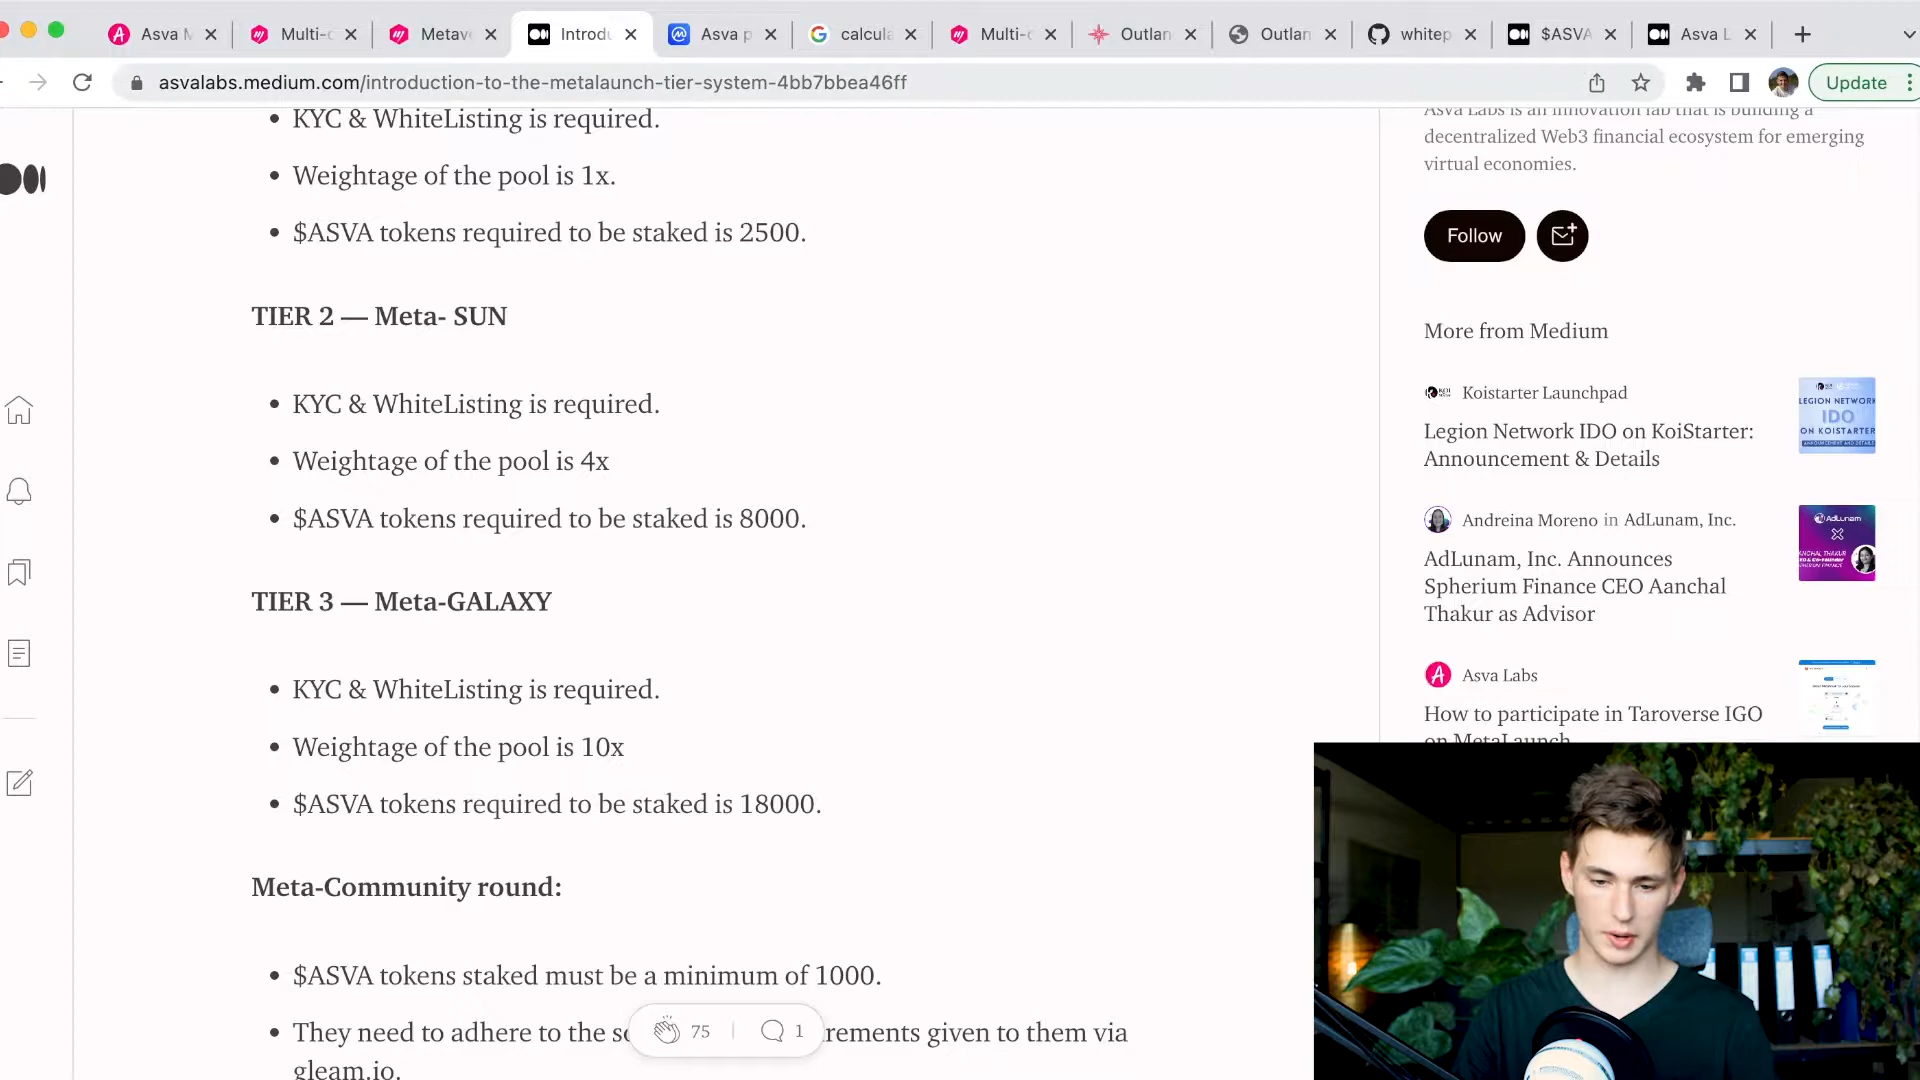 Asva M
Multi-c
Metave
Introdu
Asva p
calcula
Multi-c
Outlan
Outlan
whitep
$ASVA
Asva L
asvalabs.medium.com/introduction-to-the-metalaunch-tier-system-4bb7bbea46ff
Update
KYC & WhiteListing is required.
Weightage of the pool is 1x.
$ASVA tokens required to be staked is 2500.
TIER 2 — Meta- SUN
KYC & WhiteListing is required.
Weightage of the pool is 4x
$ASVA tokens required to be staked is 8000.
TIER 3 — Meta-GALAXY
KYC & WhiteListing is required.
Weightage of the pool is 10x
$ASVA tokens required to be staked is 18000.
Meta-Community round:
$ASVA tokens staked must be a minimum of 1000.
They need to adhere to the so rements given to them via
gleam.io.
75
1
Asva Labs is an innovation lab that is building a
decentralized Web3 financial ecosystem for emerging
virtual economies.
Follow
More from Medium
Koistarter Launchpad
Legion Network IDO on KoiStarter:
Announcement & Details
LEGION NETWORK
IDO
ON KOISTARTER
Andreina Moreno in AdLunam, Inc.
AdLunam, Inc. Announces
Spherium Finance CEO Aanchal
Thakur as Advisor
AdLunam
Asva Labs
How to participate in Taroverse IGO
on MetaLaunch